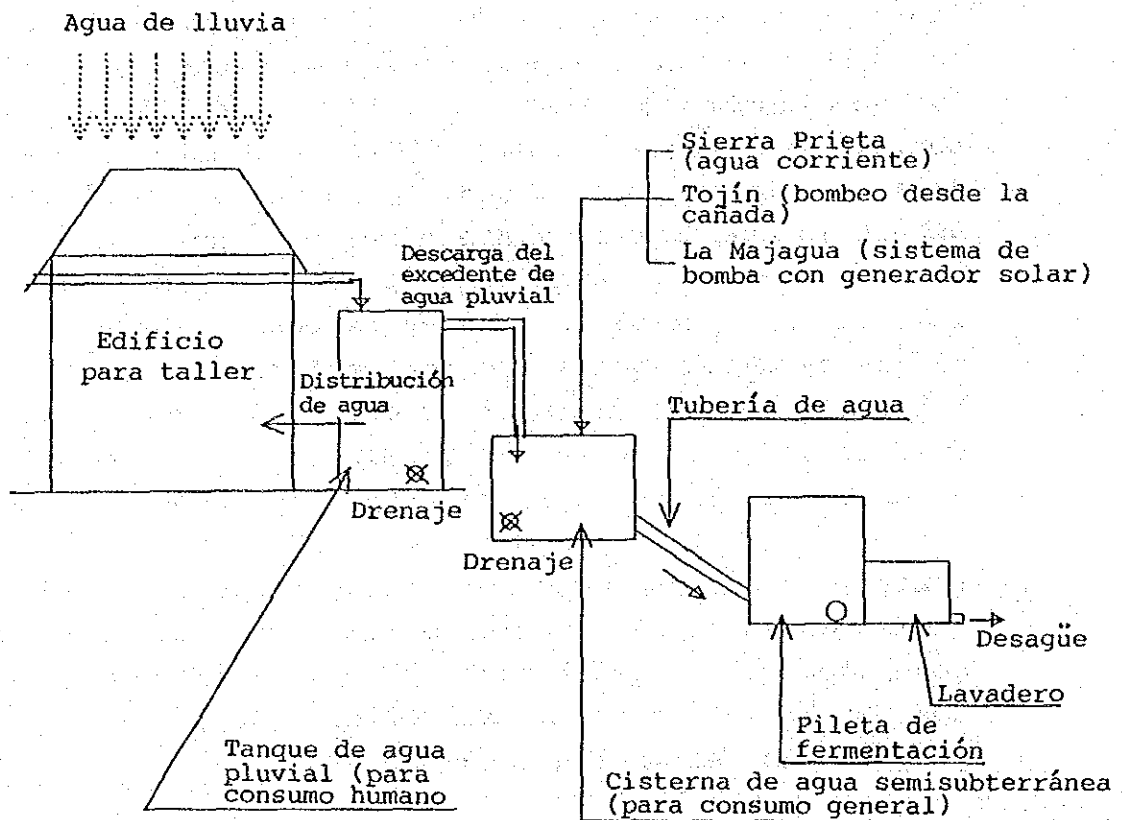 Agua de lluvia
Sierra Prieta
(agua corriente)
Tojín (bombeo desde la
cañada)
La Majagua (sistema de
bomba con generador solar)
Descarga del
excedente de
agua pluvial
Edificio
para taller
Distribución
de agua
Tubería de agua
Drenaje
Drenaje
Desagüe
Lavadero
Pileta de
fermentación
Tanque de agua
pluvial (para
consumo humano
Cisterna de agua semisubterránea
(para consumo general)